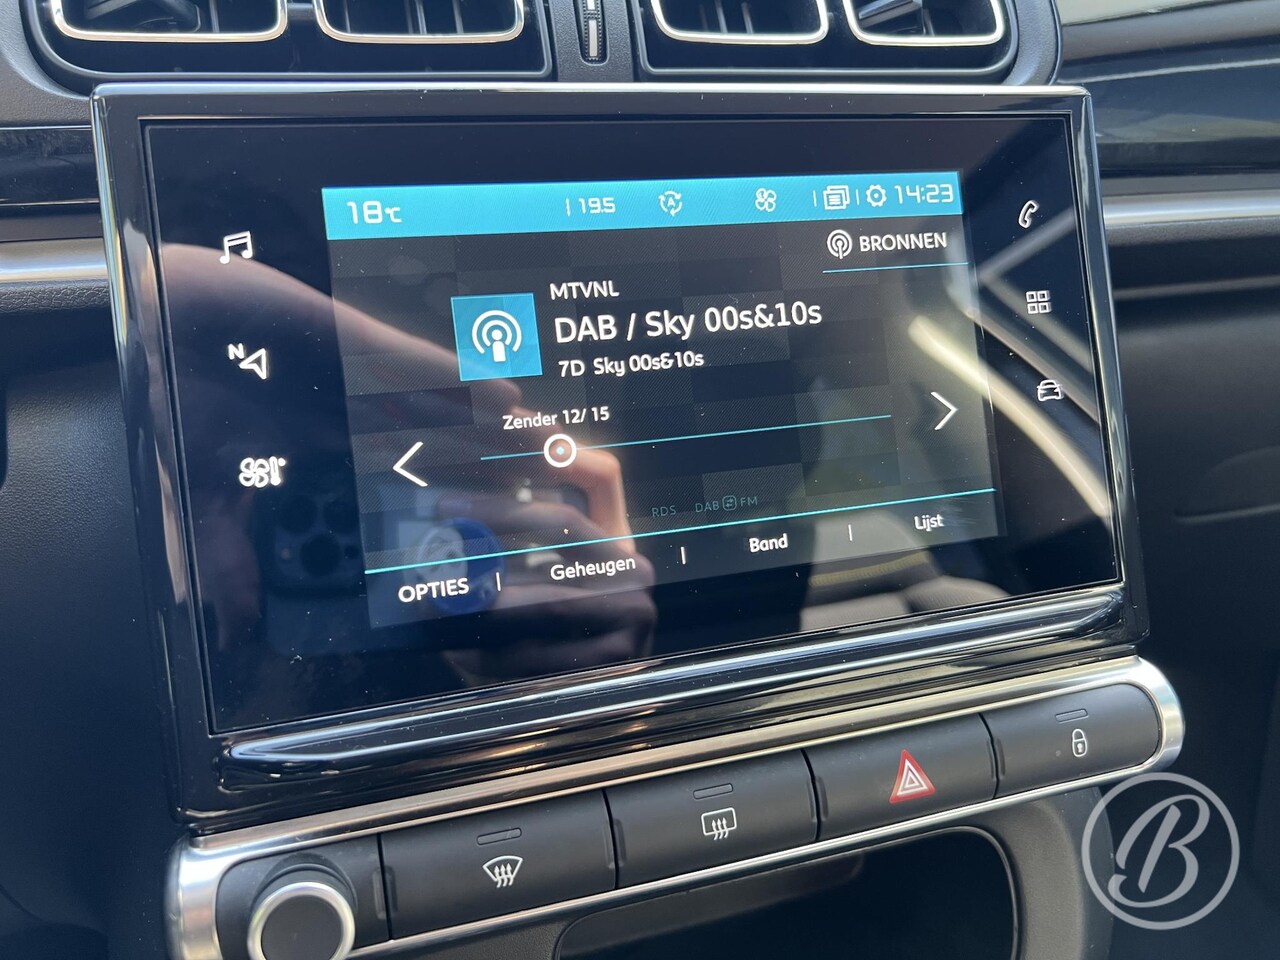 18°C | 19.5 A | | 14:23
BRONNEN
MTVNL
DAB / Sky 00s&10s
7D Sky 00s&10s
Zender 12/ 15
N
RDS DAB FM
OPTIES | Geheugen | Band | Lijst
B